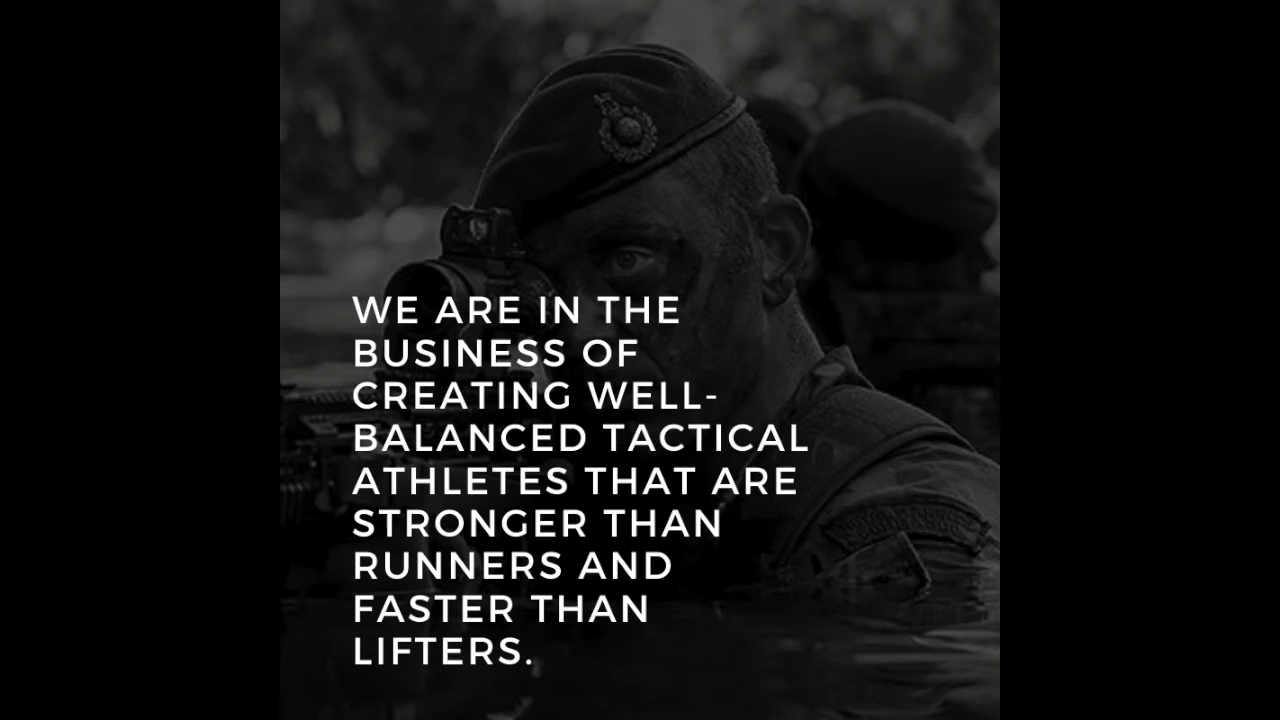 WE ARE IN THE
BUSINESS OF
CREATING WELL-
BALANCED TACTICAL
ATHLETES THAT ARE
STRONGER THAN
RUNNERS AND
FASTER THAN
LIFTERS.